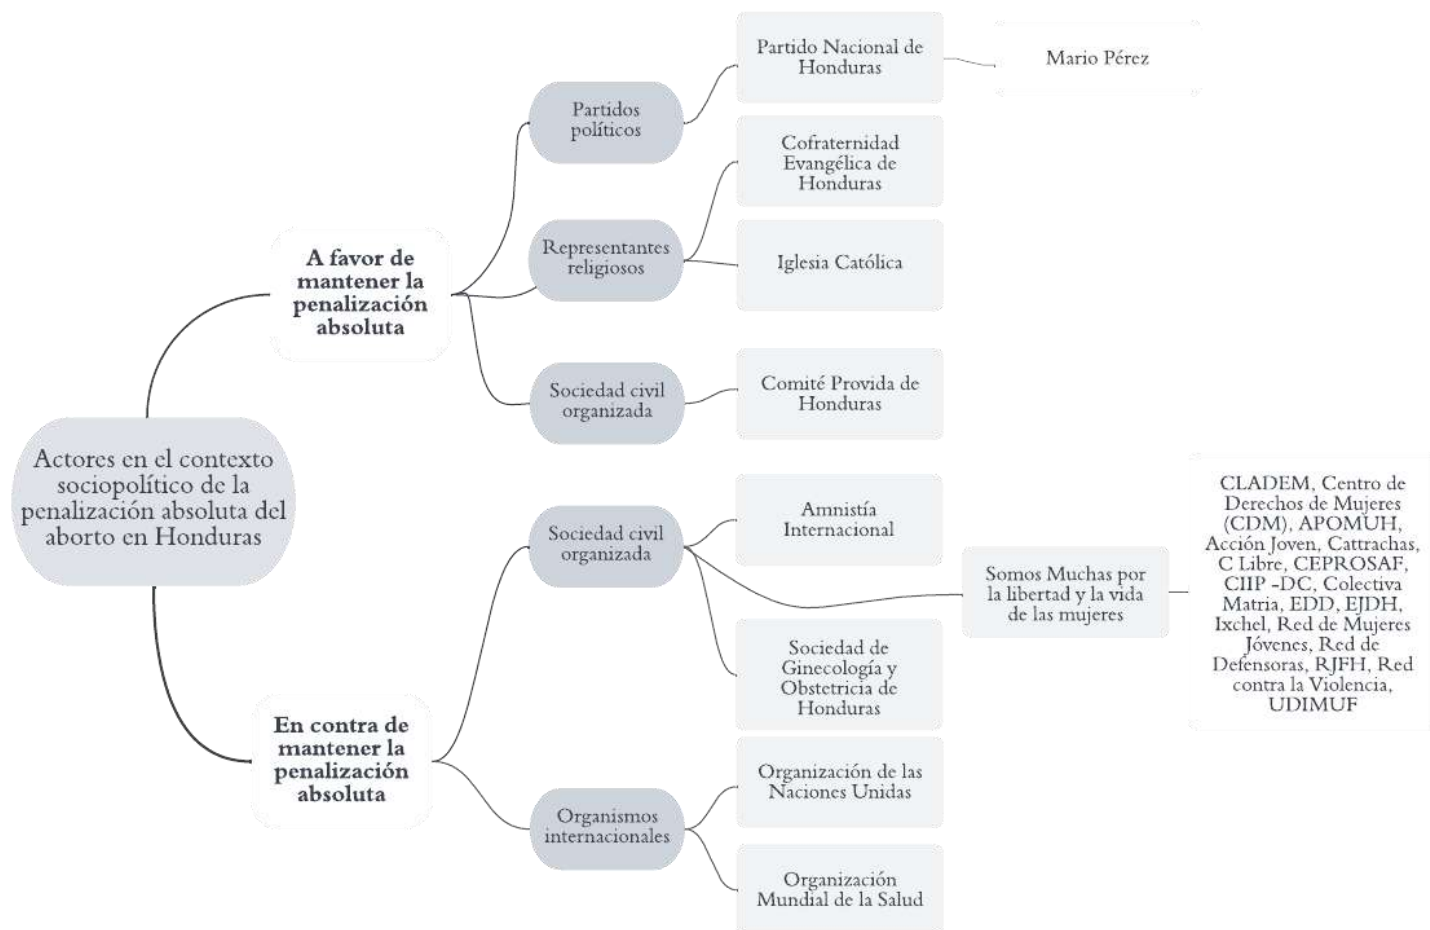 Actores en el contexto
sociopolítico de la
penalización absoluta del
aborto en Honduras
A favor de
mantener la
penalización
absoluta
Partidos
políticos
Partido Nacional de
Honduras
Mario Pérez
Representantes
religiosos
Cofraternidad
Evangélica de
Honduras
Iglesia Católica
Sociedad civil
organizada
Comité Provida de
Honduras
En contra de
mantener la
penalización
absoluta
Sociedad civil
organizada
Amnistía
Internacional
Somos Muchas por
la libertad y la vida
de las mujeres
CLADEM, Centro de
Derechos de Mujeres
(CDM), APOMUH,
Acción Joven, Cattrachas,
C Libre, CEPROSAF,
CIIP -DC, Colectiva
Matria, EDD, EJDH,
Ixchel, Red de Mujeres
Jóvenes, Red de
Defensoras, RJFH, Red
contra la Violencia,
UDIMUF
Sociedad de
Ginecología y
Obstetricia de
Honduras
Organismos
internacionales
Organización de las
Naciones Unidas
Organización
Mundial de la Salud